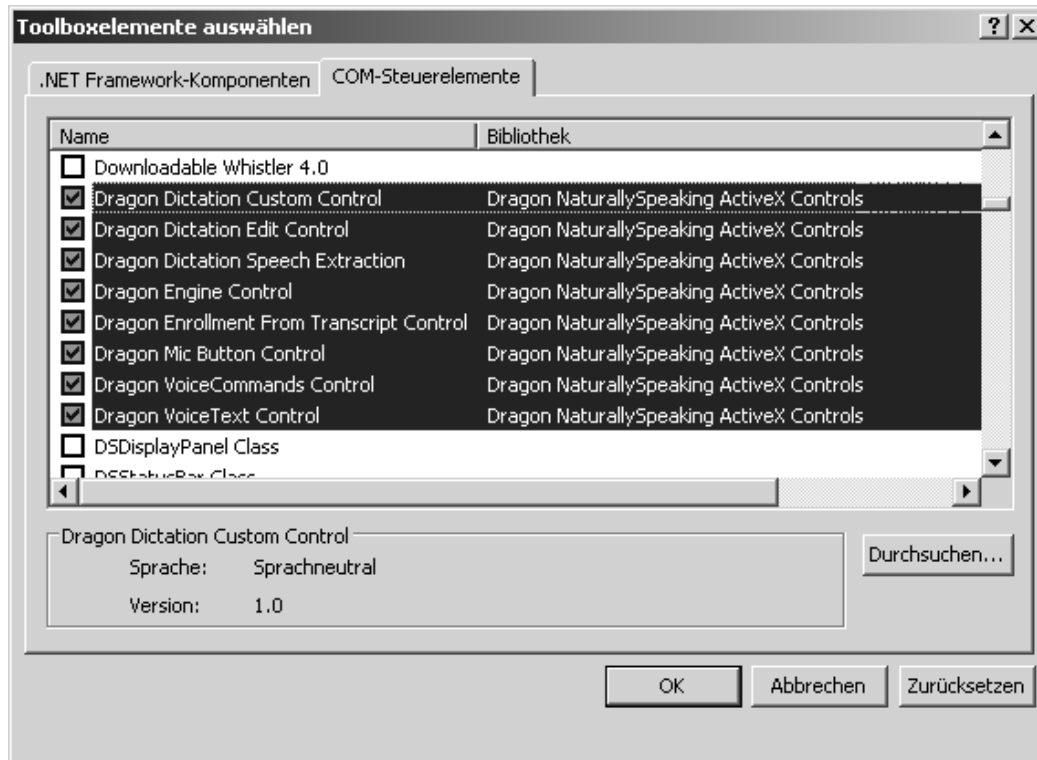 Toolboxelemente auswählen
.NET Framework-Komponenten COM-Steuerelemente
Name Bibliothek
Downloadable Whistler 4.0
Dragon Dictation Custom Control Dragon NaturallySpeaking ActiveX Controls
Dragon Dictation Edit Control Dragon NaturallySpeaking ActiveX Controls
Dragon Dictation Speech Extraction Dragon NaturallySpeaking ActiveX Controls
Dragon Engine Control Dragon NaturallySpeaking ActiveX Controls
Dragon Enrollment From Transcript Control Dragon NaturallySpeaking ActiveX Controls
Dragon Mic Button Control Dragon NaturallySpeaking ActiveX Controls
Dragon VoiceCommands Control Dragon NaturallySpeaking ActiveX Controls
Dragon VoiceText Control Dragon NaturallySpeaking ActiveX Controls
DSDisplayPanel Class
DSStatusBar Class
Dragon Dictation Custom Control
Sprache: Sprachneutral
Durchsuchen...
Version: 1.0
OK Abbrechen Zurücksetzen